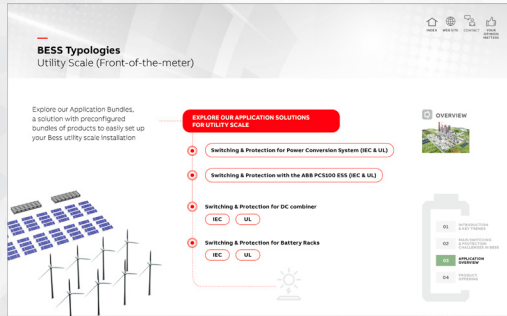 INDEX
WEB SITE
CONTACT
YOUR
OPINION
MATTERS
BESS Typologies
Utility Scale (Front-of-the-meter)
Explore our Application Bundles,
a solution with preconfigured
bundles of products to easily set up
your Bess utility scale installation
EXPLORE OUR APPLICATION SOLUTIONS
FOR UTILITY SCALE
Switching & Protection for Power Conversion System (IEC & UL)
Switching & Protection with the ABB PCS100 ESS (IEC & UL)
Switching & Protection for DC combiner
IEC UL
Switching & Protection for Battery Racks
IEC UL
OVERVIEW
01 INTRODUCTION
& KEY TRENDS
02 MAIN SWITCHING
& PROTECTION
CHALLENGES IN BESS
03 APPLICATION
OVERVIEW
04 PRODUCT
OFFERING